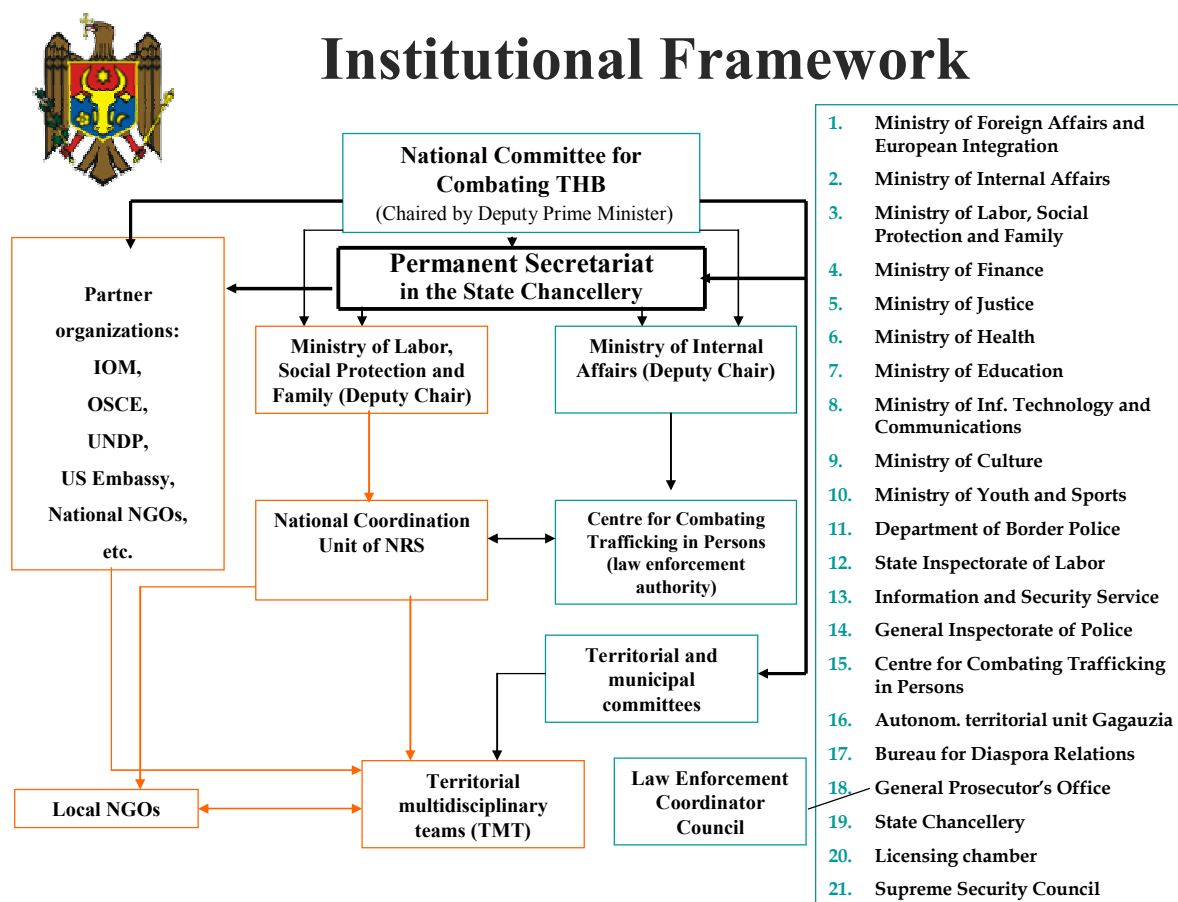 Institutional Framework
National Committee for
Combating THB
(Chaired by Deputy Prime Minister)
Permanent Secretariat
in the State Chancellery
Partner
organizations:
IOM,
OSCE,
UNDP,
US Embassy,
National NGOs,
etc.
Ministry of Labor,
Social Protection and
Family (Deputy Chair)
Ministry of Internal
Affairs (Deputy Chair)
National Coordination
Unit of NRS
Centre for Combating
Trafficking in Persons
(law enforcement
authority)
Territorial and
municipal
committees
Local NGOs
Territorial
multidisciplinary
teams (TMT)
Law Enforcement
Coordinator
Council
1. Ministry of Foreign Affairs and
European Integration
2. Ministry of Internal Affairs
3. Ministry of Labor, Social
Protection and Family
4. Ministry of Finance
5. Ministry of Justice
6. Ministry of Health
7. Ministry of Education
8. Ministry of Inf. Technology and
Communications
9. Ministry of Culture
10. Ministry of Youth and Sports
11. Department of Border Police
12. State Inspectorate of Labor
13. Information and Security Service
14. General Inspectorate of Police
15. Centre for Combating Trafficking
in Persons
16. Autonom. territorial unit Gagauzia
17. Bureau for Diaspora Relations
18. General Prosecutor's Office
19. State Chancellery
20. Licensing chamber
21. Supreme Security Council